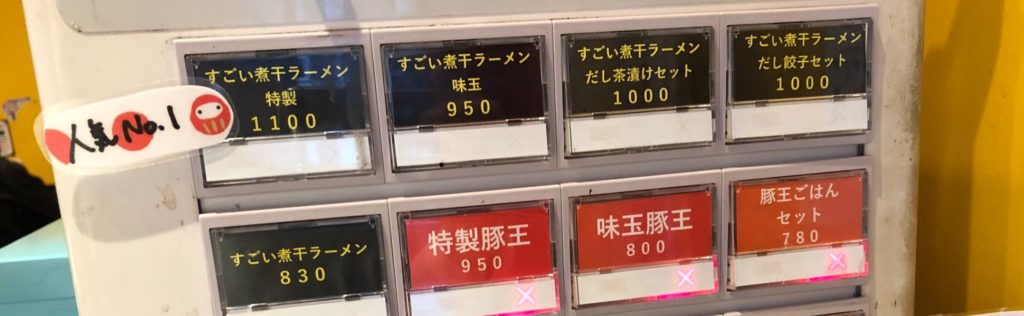 すごい煮干ラーメン
特製
1100
すごい煮干ラーメン
味玉
950
すごい煮干ラーメン
だし茶漬けセット
1000
すごい煮干ラーメン
だし餃子セット
1000
人気No.1
すごい煮干ラーメン
830
特製豚王
950
味玉豚王
800
豚王ごはん
セット
780